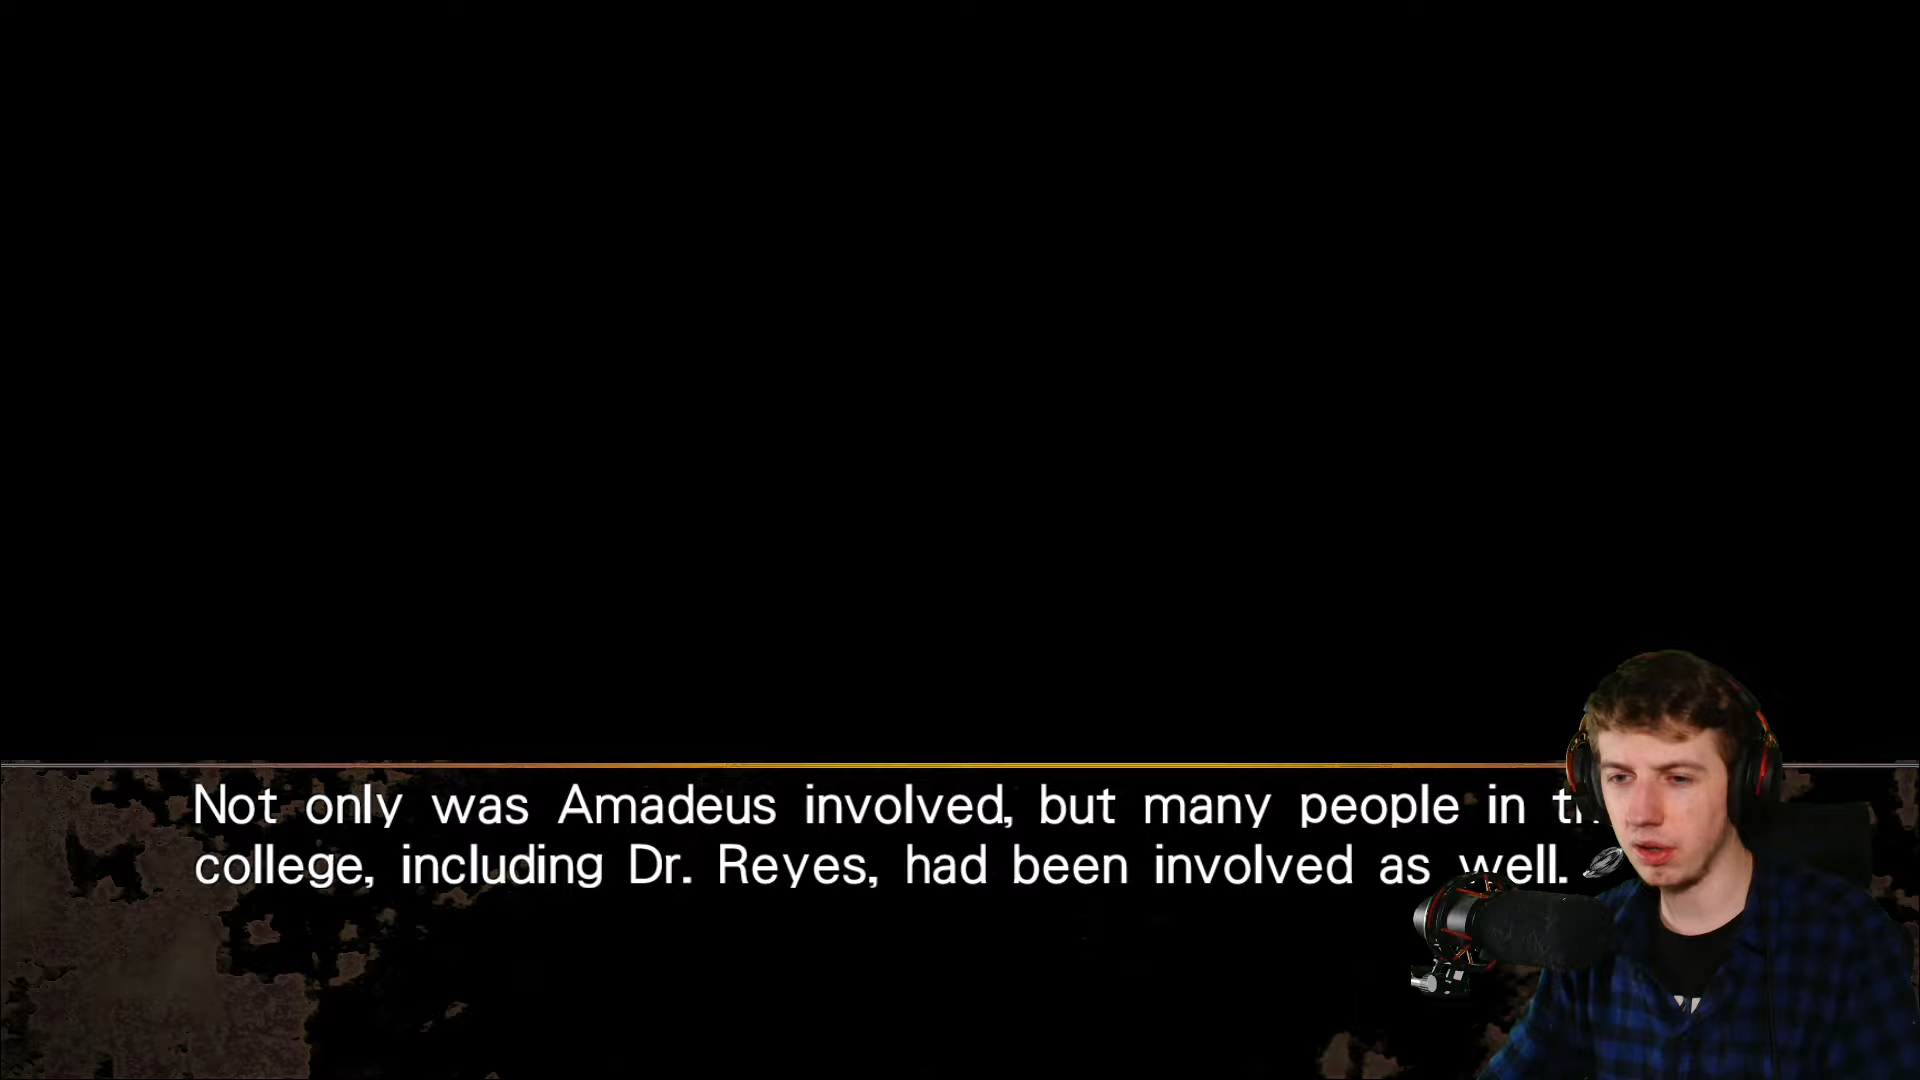 Not only was Amadeus involved, but many people in
college, including Dr. Reyes, had been involved as well.